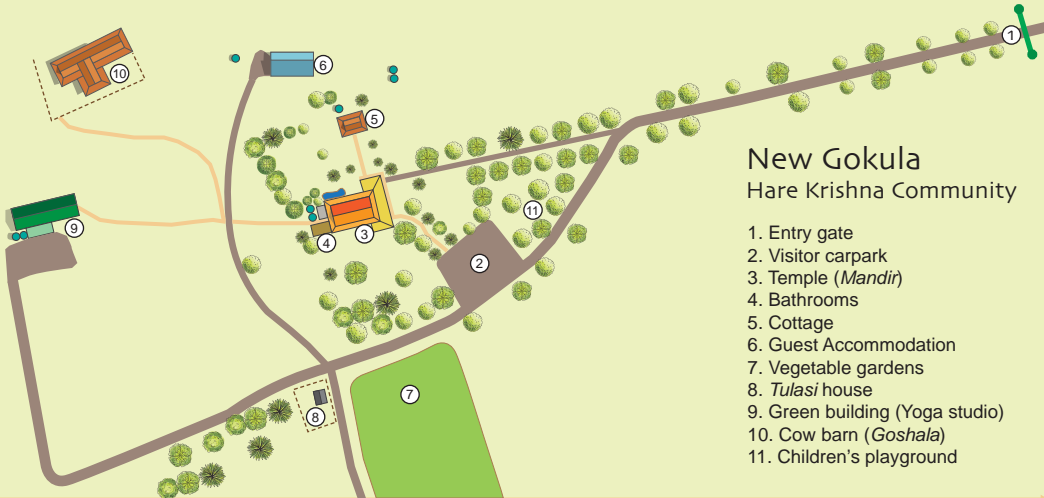 New Gokula
Hare Krishna Community
1. Entry gate
2. Visitor carpark
3. Temple (Mandir)
4. Bathrooms
5. Cottage
6. Guest Accommodation
7. Vegetable gardens
8. Tulasi house
9. Green building (Yoga studio)
10. Cow barn (Goshala)
11. Children's playground
1
6
10
5
11
9
3
4
2
7
8